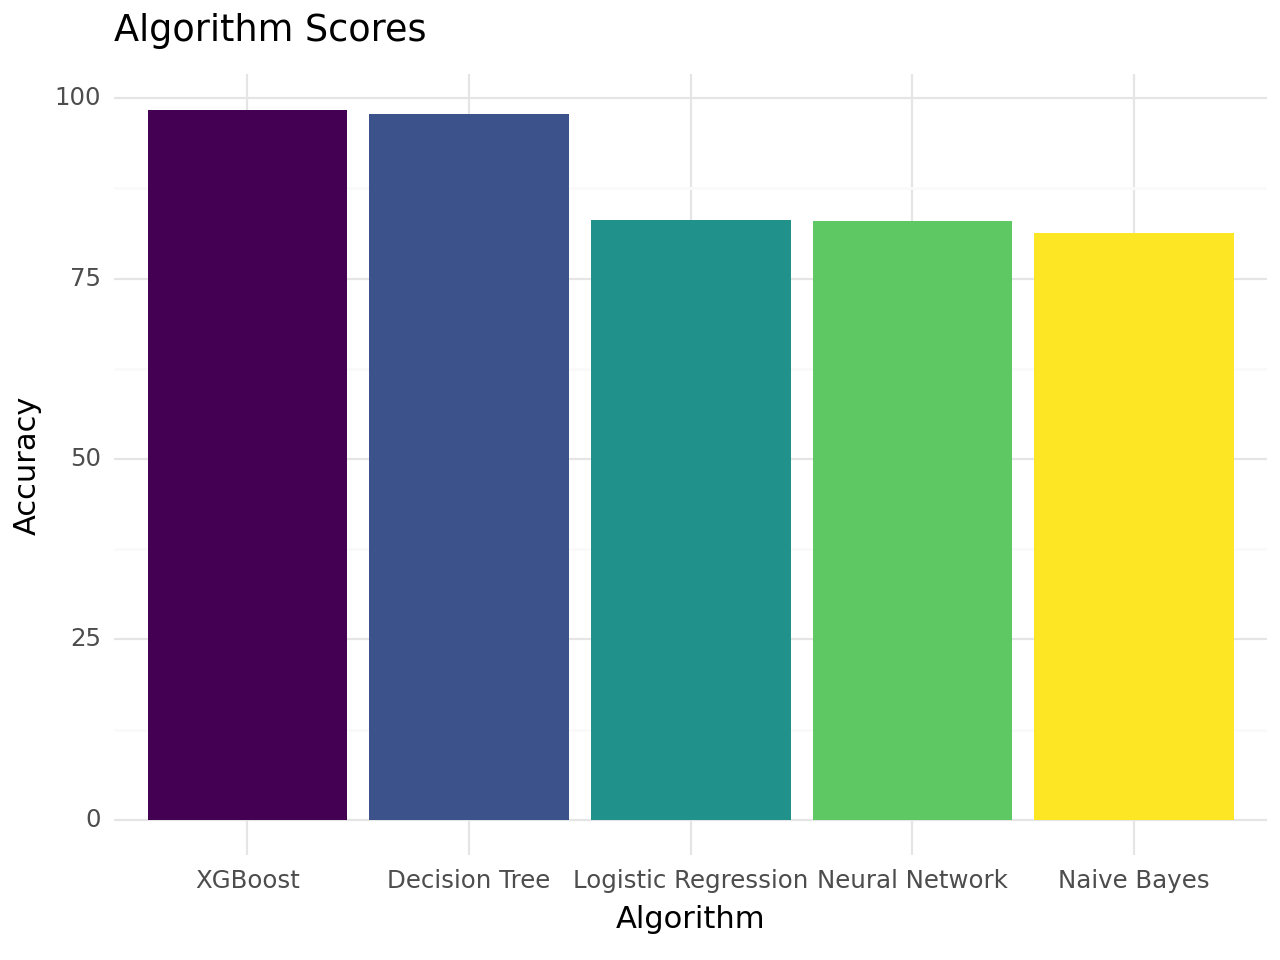 Algorithm Scores
Accuracy
100
75
50
25
0
XGBoost Decision Tree Logistic Regression Neural Network Naive Bayes
Algorithm